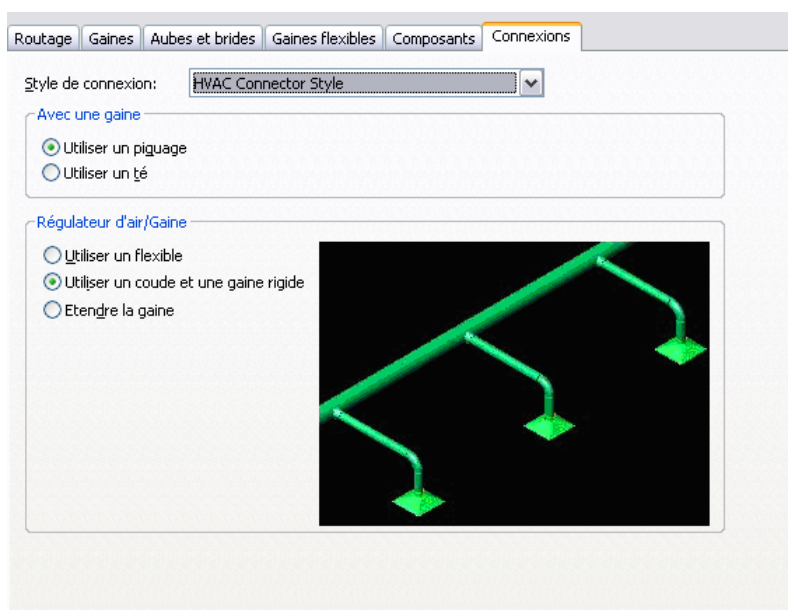 Routage Gaines Aubes et brides Gaines flexibles Composants Connexions
Style de connexion: HVAC Connector Style
Avec une gaine
Utiliser un piquage
Utiliser un té
Régulateur d'air/Gaine
Utiliser un flexible
Utiliser un coude et une gaine rigide
Etendre la gaine